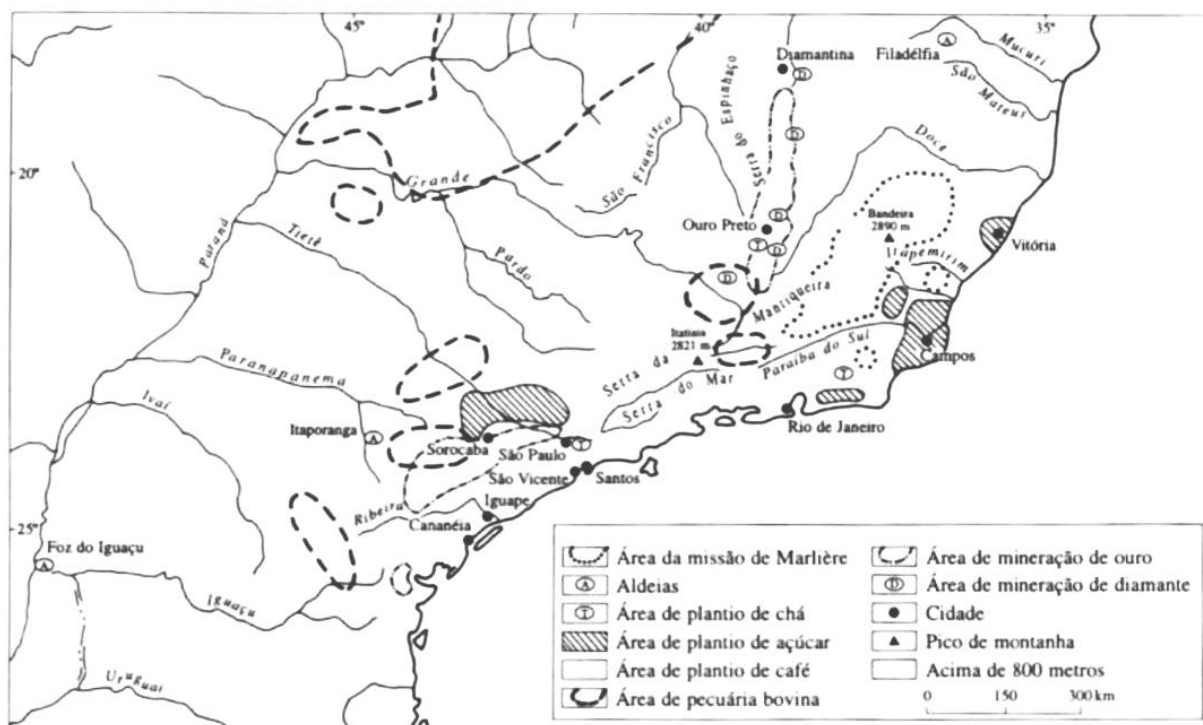 45° 40° 35°
Diamantina Filadélfia A Mucuri
D São Mateus
Serra do Espinhaço
D
20° Grande São Francisco Doce
Paraná Tietê Ouro Preto D Bandeira
2890 m
T D Vitória
Pardo D Itapemirim
Mantiqueira
Itatiaia
2821 m
Paranapanema Serra da Paraíba do Sul Campos
Ivaí Serra do Mar T
Itaporanga A Sorocaba São Paulo T Rio de Janeiro
São Vicente Santos
Ribeira Iguape
25° Cananéia
Foz do Iguaçu
A
Iguaçu
Uruguai
Área da missão de Marlière
A Aldeias
T Área de plantio de chá
Área de plantio de açúcar
Área de plantio de café
Área de pecuária bovina
Área de mineração de ouro
D Área de mineração de diamante
Cidade
Pico de montanha
Acima de 800 metros
0 150 300 km